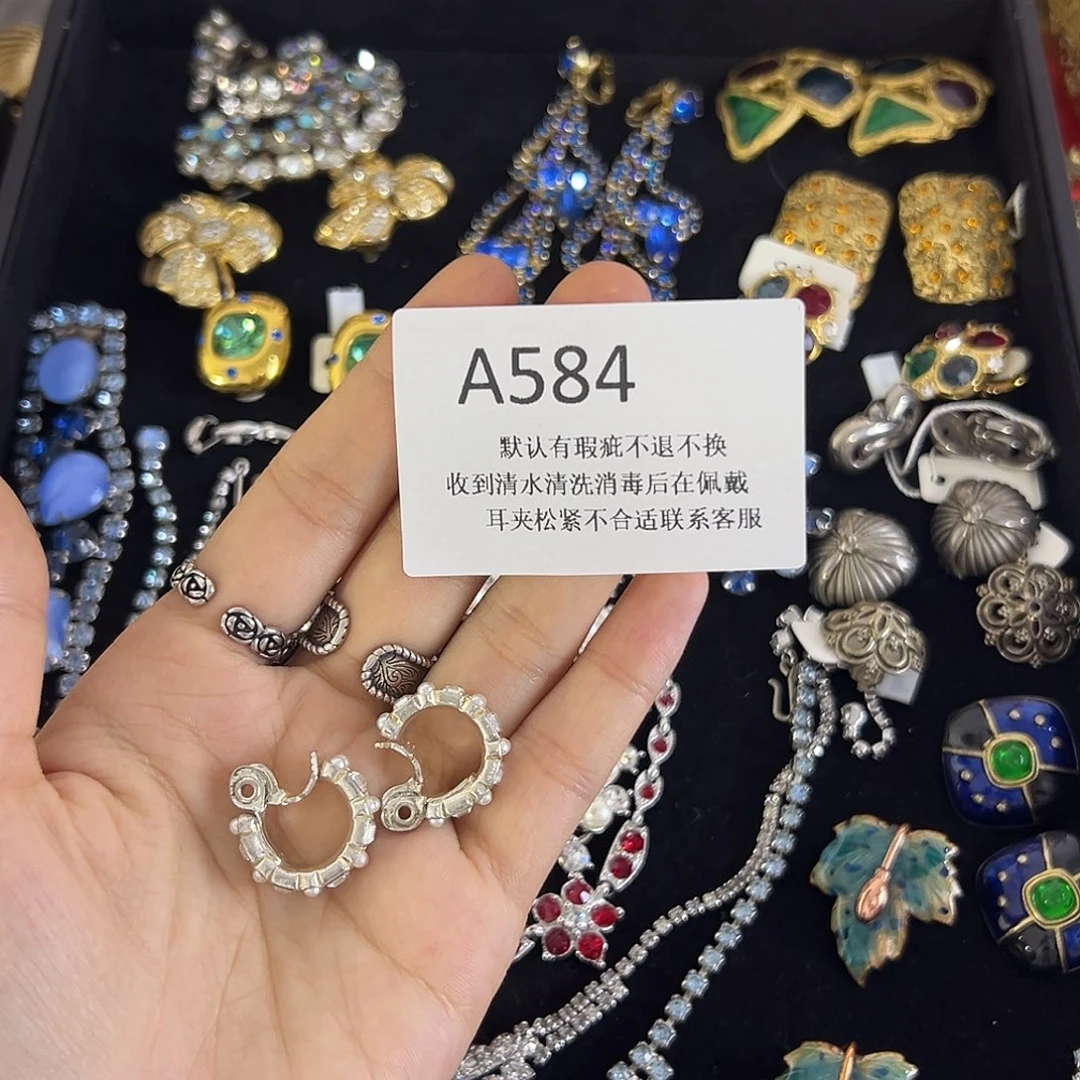 A584
默认有瑕疵不退不换
收到清水清洗消毒后在佩戴
耳夹松紧不合适联系客服